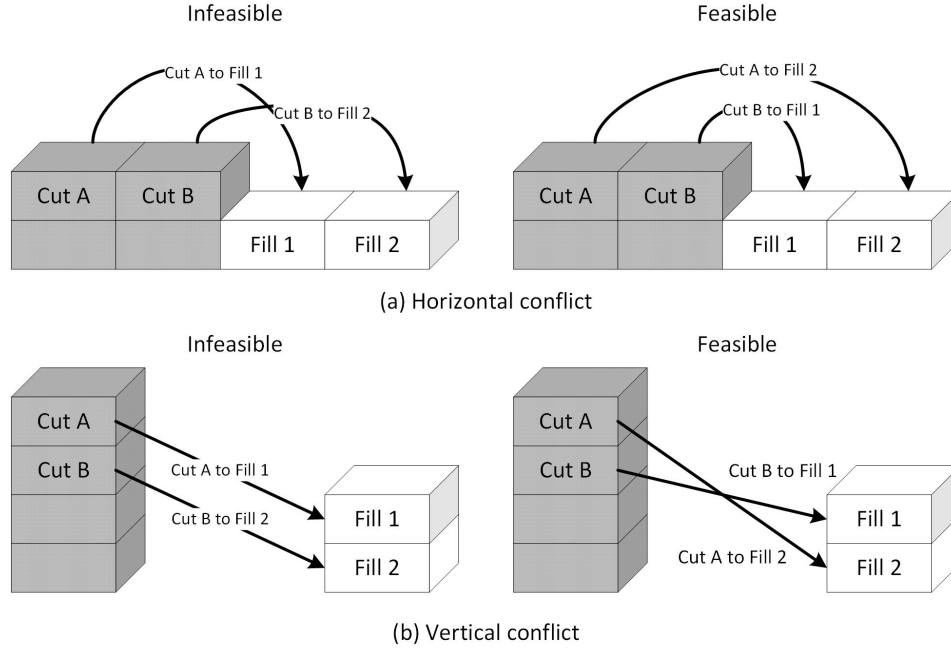 Infeasible
Feasible
Cut A to Fill 1
Cut B to Fill 2
Cut A to Fill 2
Cut B to Fill 1
Cut A
Cut B
Fill 1
Fill 2
Cut A
Cut B
Fill 1
Fill 2
(a) Horizontal conflict
Infeasible
Feasible
Cut A
Cut B
Cut A to Fill 1
Cut B to Fill 2
Fill 1
Fill 2
Cut A
Cut B
Cut B to Fill 1
Cut A to Fill 2
Fill 1
Fill 2
(b) Vertical conflict